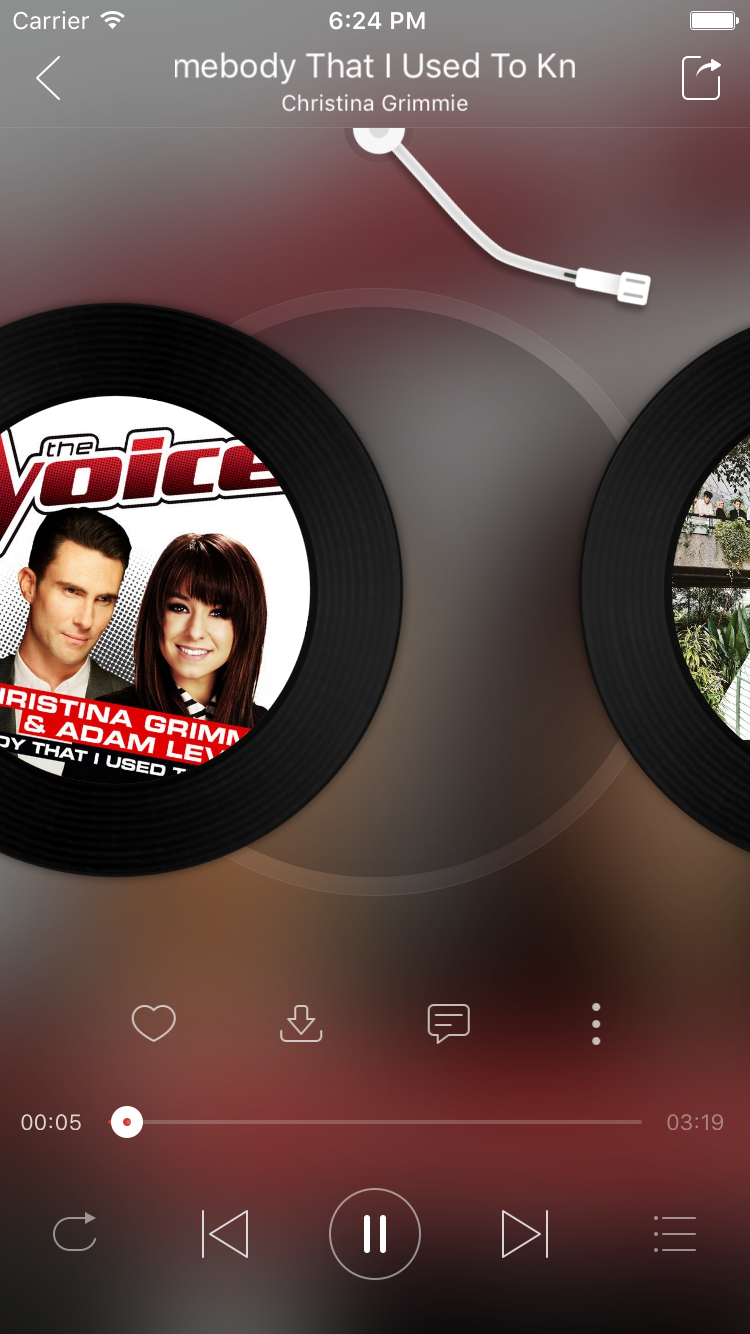 Carrier 6:24 PM
mebody That I Used To Kn
Christina Grimmie
the
Voice
HRISTINA GRIMM
& ADAM LEV
DY THAT I USED T
00:05 03:19